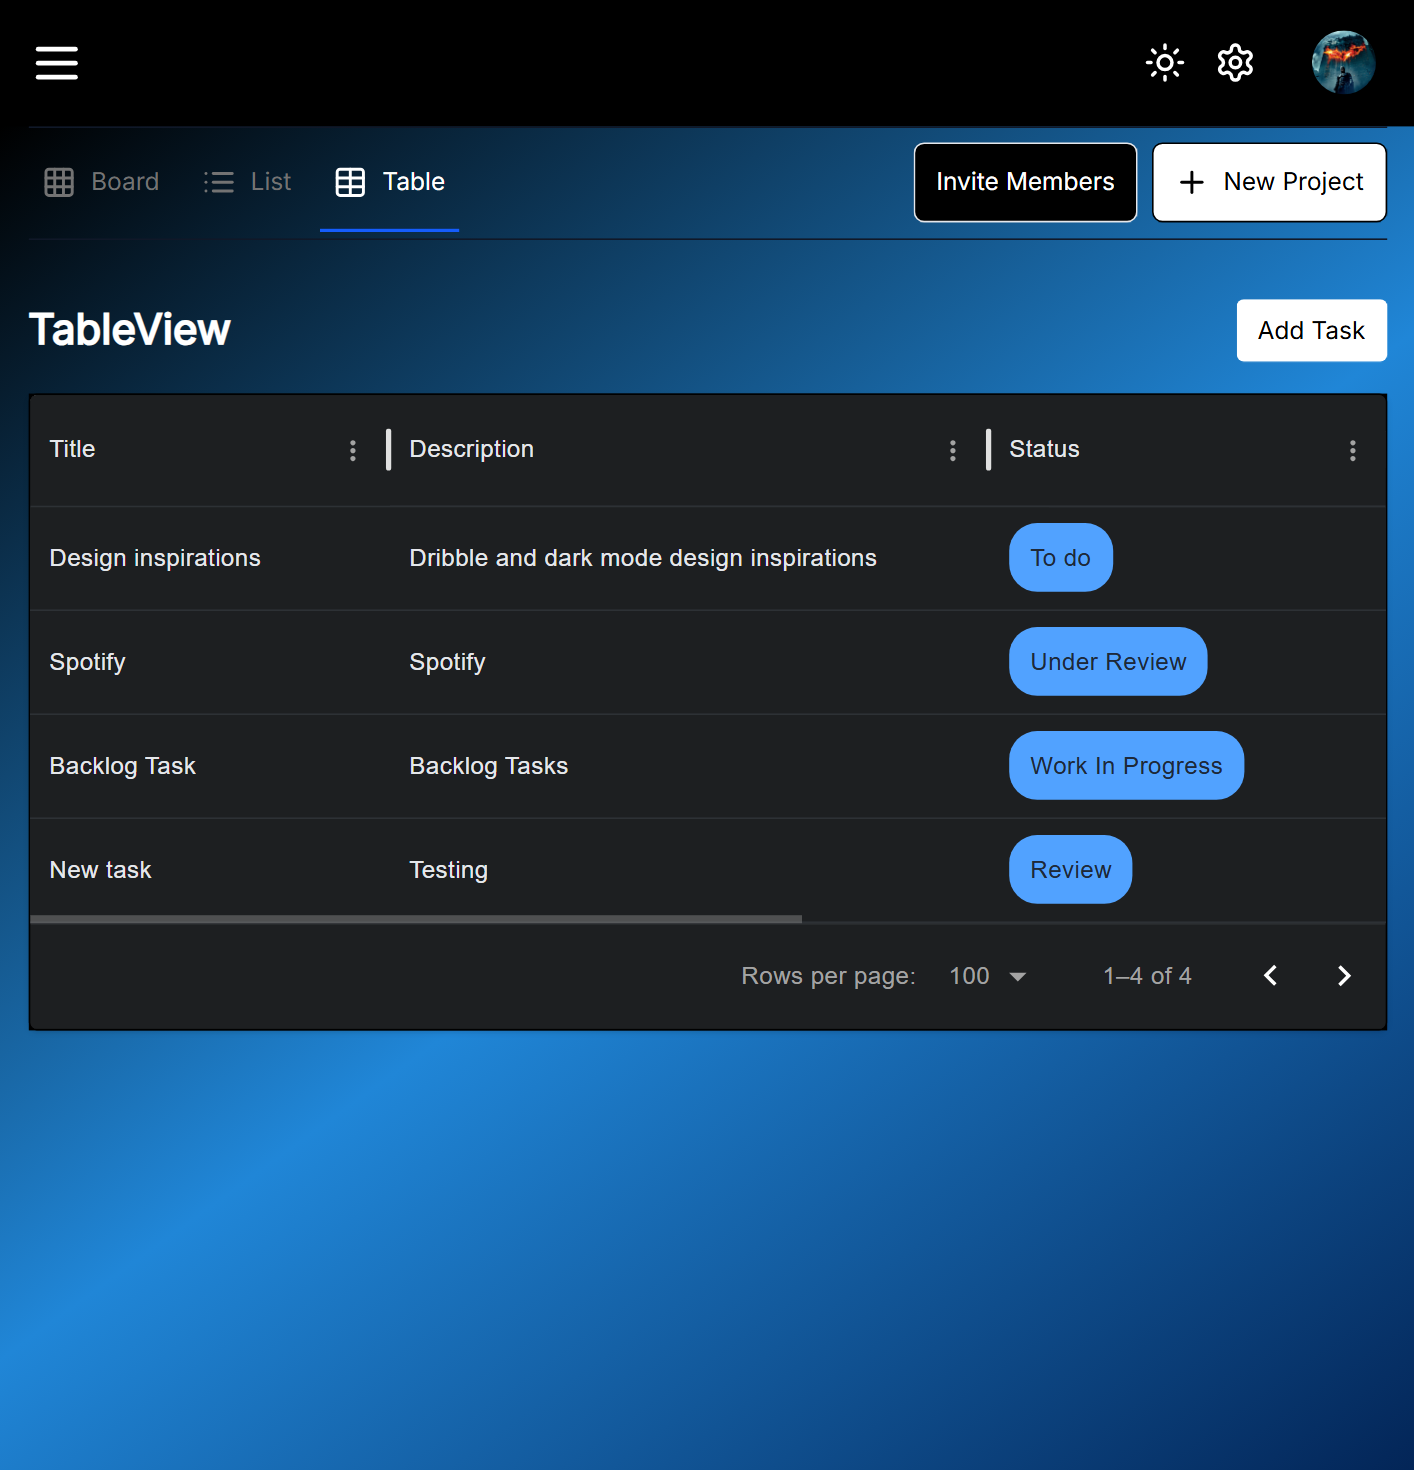 Board List Table Invite Members New Project
TableView Add Task
Title Description Status
Design inspirations Dribble and dark mode design inspirations To do
Spotify Spotify Under Review
Backlog Task Backlog Tasks Work In Progress
New task Testing Review
Rows per page: 100 1–4 of 4